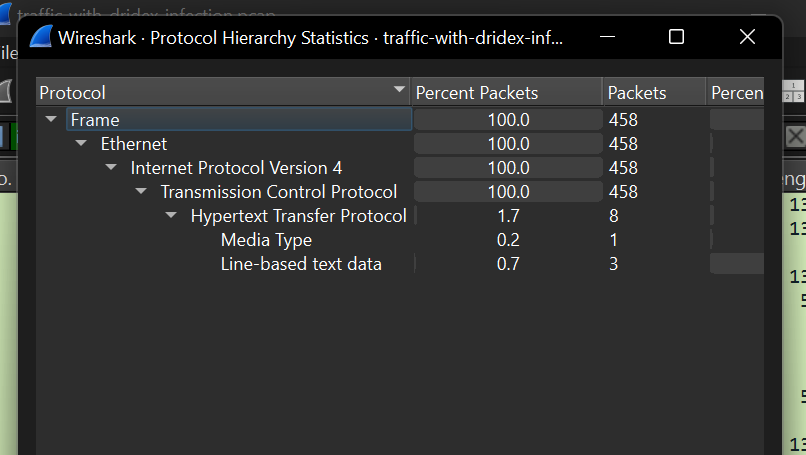 traffic-with-dridex-infection.pcap
Wireshark · Protocol Hierarchy Statistics · traffic-with-dridex-inf...
ile
Protocol Percent Packets Packets Percen
Frame 100.0 458
Ethernet 100.0 458
Internet Protocol Version 4 100.0 458
Transmission Control Protocol 100.0 458
Hypertext Transfer Protocol 1.7 8
Media Type 0.2 1
Line-based text data 0.7 3
o.
eng
13
13
13
5
5
13